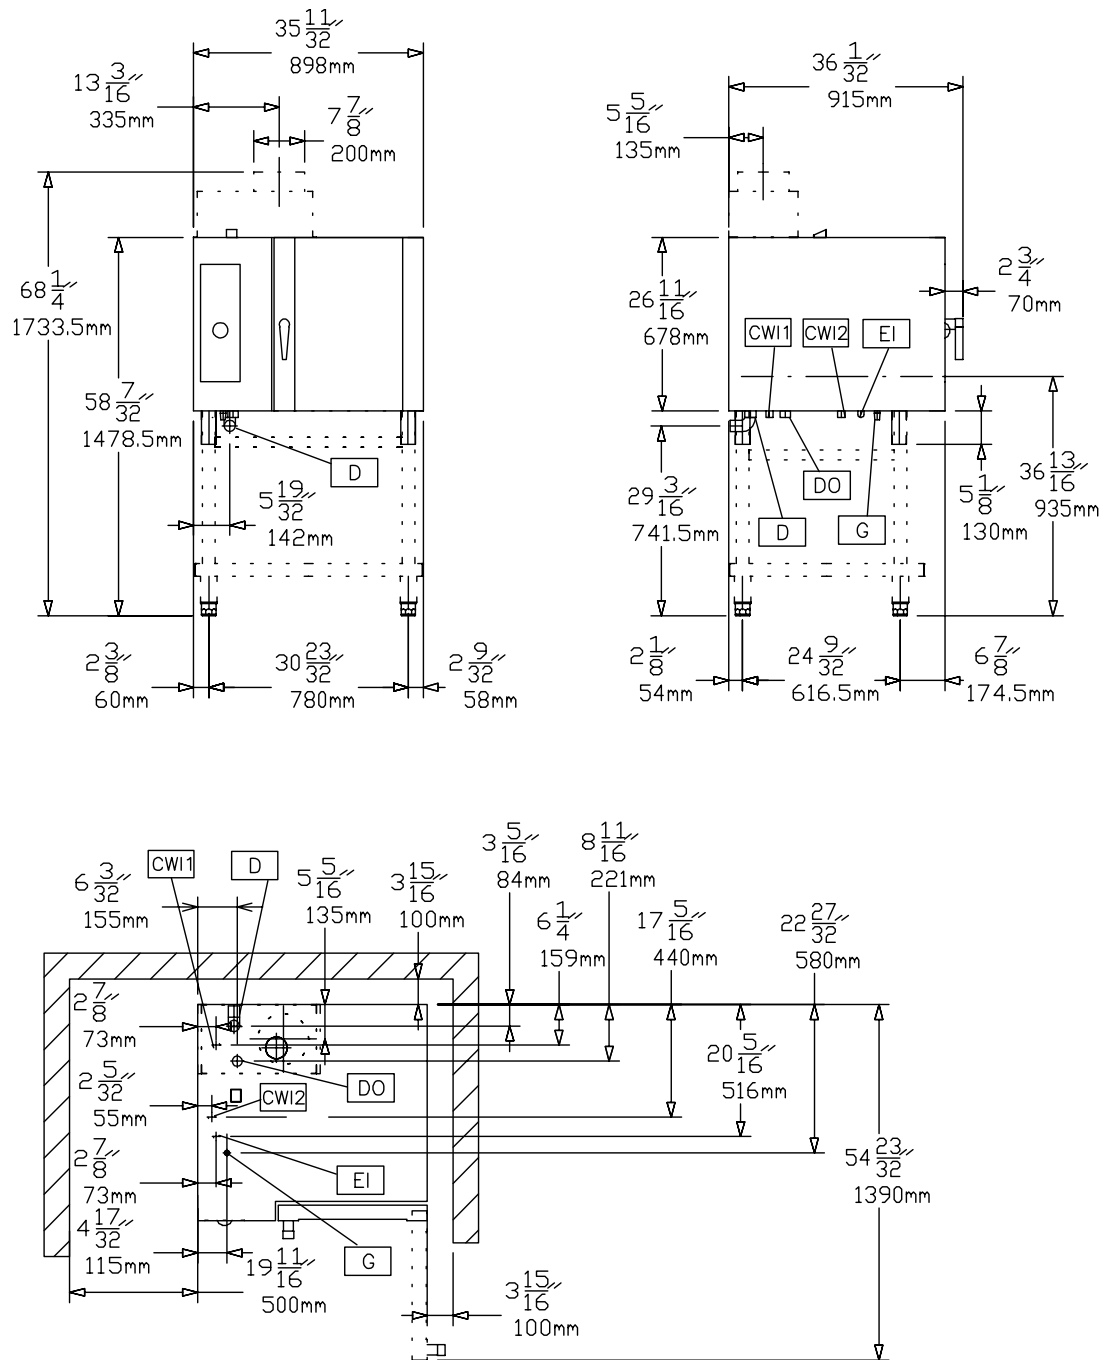 35 11/32″
898mm
13 3/16″
335mm
7 7/8″
200mm
68 1/4″
1733.5mm
58 7/32″
1478.5mm
D
5 19/32″
142mm
2 3/8″
60mm
30 23/32″
780mm
2 9/32″
58mm
36 1/32″
915mm
5 5/16″
135mm
26 11/16″
678mm
2 3/4″
70mm
CWI1
CWI2
EI
29 3/16″
741.5mm
DO
D
G
5 1/8″
130mm
36 13/16″
935mm
2 1/8″
54mm
24 9/32″
616.5mm
6 7/8″
174.5mm
CWI1
D
6 3/32″
155mm
5 5/16″
135mm
3 15/16″
100mm
3 5/16″
84mm
8 11/16″
221mm
6 1/4″
159mm
17 5/16″
440mm
22 27/32″
580mm
2 7/8″
73mm
2 5/32″
55mm
DO
CWI2
20 5/16″
516mm
2 7/8″
73mm
EI
54 23/32″
1390mm
4 17/32″
115mm
G
19 11/16″
500mm
3 15/16″
100mm